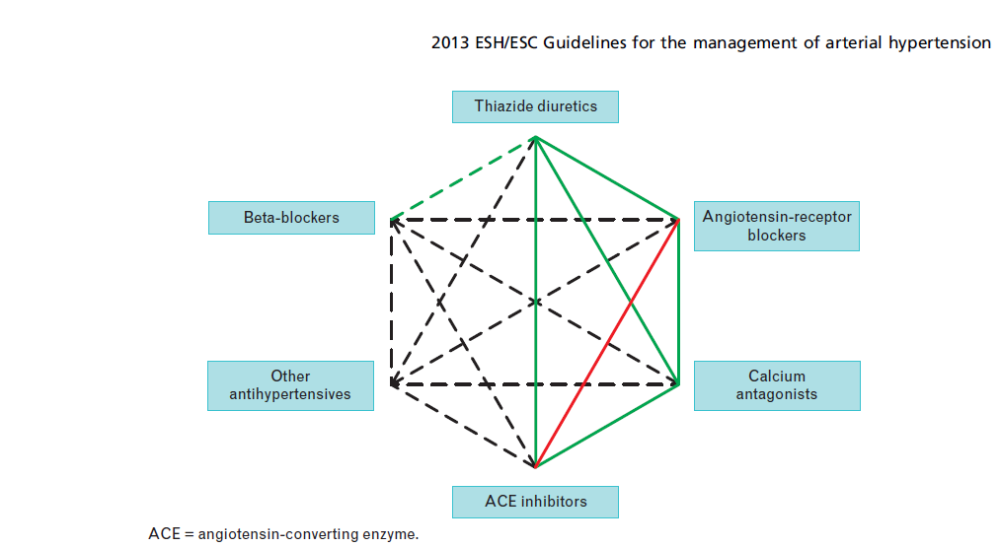 2013 ESH/ESC Guidelines for the management of arterial hypertension
Thiazide diuretics
Beta-blockers
Angiotensin-receptor
blockers
Other
antihypertensives
Calcium
antagonists
ACE inhibitors
ACE = angiotensin-converting enzyme.